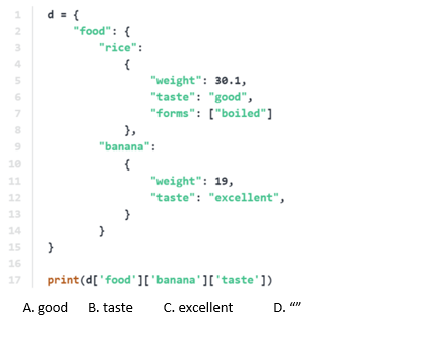 1 d = {
2 "food": {
3 "rice":
4 {
5 "weight": 30.1,
6 "taste": "good",
7 "forms": ["boiled"]
8 },
9 "banana":
10 {
11 "weight": 19,
12 "taste": "excellent",
13 }
14 }
15 }
16
17 print(d['food']['banana']['taste'])
A. good B. taste C. excellent D. “”